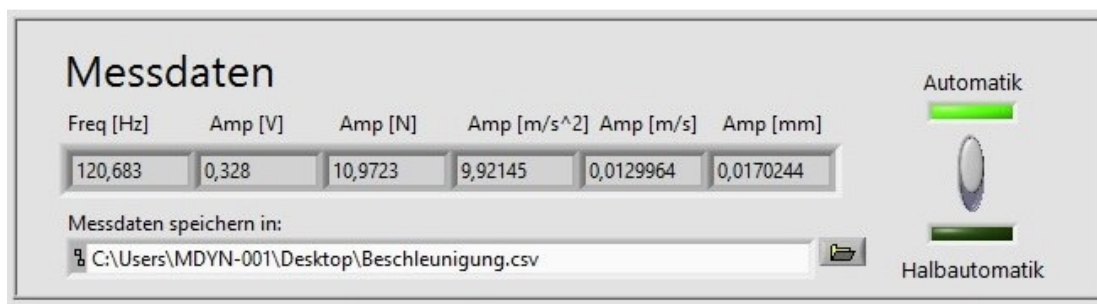 Messdaten
Automatik
Freq [Hz] Amp [V] Amp [N] Amp [m/s^2] Amp [m/s] Amp [mm]
120,683 0,328 10,9723 9,92145 0,0129964 0,0170244
Messdaten speichern in:
C:\Users\MDYN-001\Desktop\Beschleunigung.csv
Halbautomatik